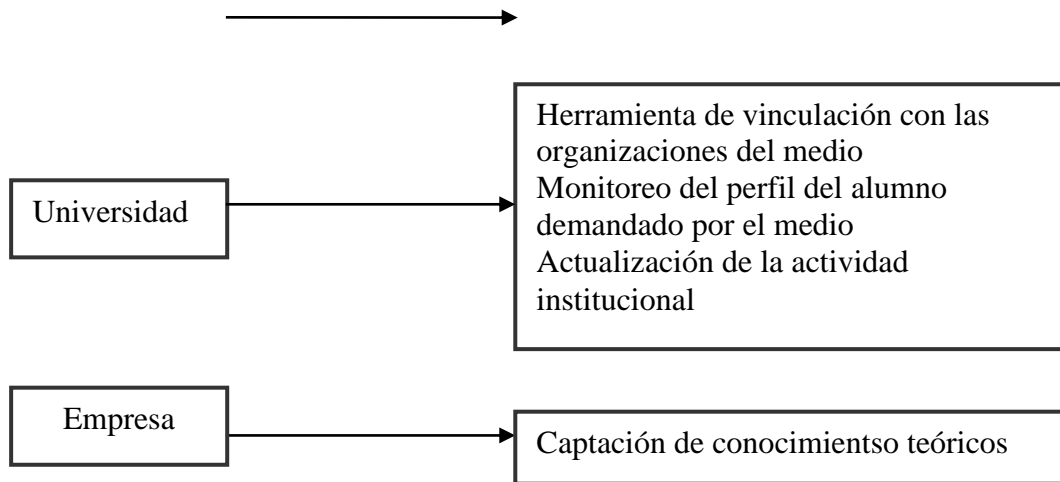 Herramienta de vinculación con las
organizaciones del medio
Universidad
Monitoreo del perfil del alumno
demandado por el medio
Actualización de la actividad
institucional
Empresa
Captación de conocimientso teóricos